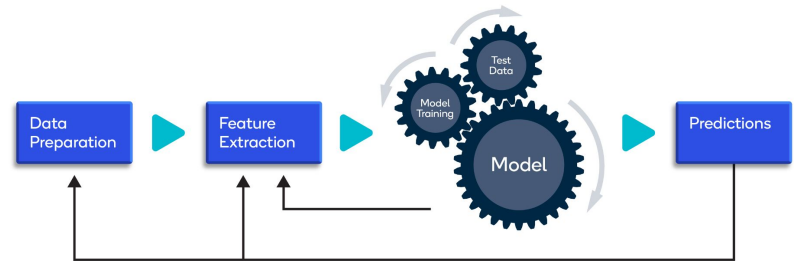 Data
Preparation
Feature
Extraction
Model
Training
Test
Data
Model
Predictions